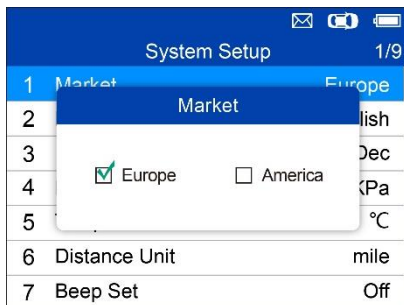 System Setup 1/9
1 Market Europe
2 lish
3 Dec
4 KPa
5 °C
6 Distance Unit mile
7 Beep Set Off
Market
Europe America